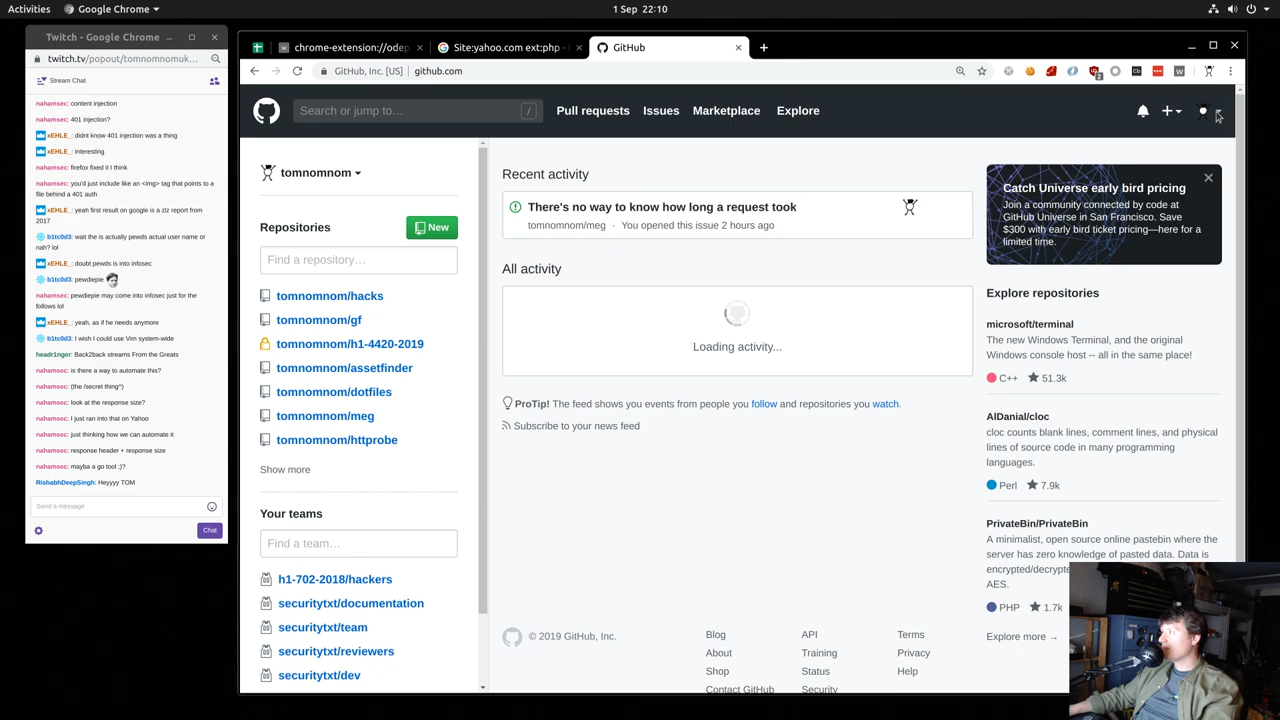 Activities
Google Chrome
1 Sep 22:10
Twitch - Google Chrome
twitch.tv/popout/tomnomnomuk...
Stream Chat
nahamsec: content injection
nahamsec: 401 injection?
xEHLE_: didnt know 401 injection was a thing
xEHLE_: interesting
nahamsec: firefox fixed it I think
nahamsec: you'd just include like an <img> tag that points to a
file behind a 401 auth
xEHLE_: yeah first result on google is a zlz report from
2017
b1tc0d3: wait the is actually pewds actual user name or
nah? lol
xEHLE_: doubt pewds is into infosec
b1tc0d3: pewdiepie
nahamsec: pewdiepie may come into infosec just for the
follows lol
xEHLE_: yeah, as if he needs anymore
b1tc0d3: I wish I could use Vim system-wide
headr1nger: Back2back streams From the Greats
nahamsec: is there a way to automate this?
nahamsec: (the /secret thing^)
nahamsec: look at the response size?
nahamsec: I just ran into that on Yahoo
nahamsec: just thinking how we can automate it
nahamsec: response header + response size
nahamsec: mayba a go tool ;)?
RishabhDeepSingh: Heyyyy TOM
Send a message
Chat
chrome-extension://odep
Site:yahoo.com ext:php -
GitHub
GitHub, Inc. [US]
github.com
Search or jump to...
/
Pull requests
Issues
Marketplace
Explore
tomnomnom
Repositories
New
Find a repository…
tomnomnom/hacks
tomnomnom/gf
tomnomnom/h1-4420-2019
tomnomnom/assetfinder
tomnomnom/dotfiles
tomnomnom/meg
tomnomnom/httprobe
Show more
Your teams
Find a team…
h1-702-2018/hackers
securitytxt/documentation
securitytxt/team
securitytxt/reviewers
securitytxt/dev
Recent activity
There's no way to know how long a request took
tomnomnom/meg · You opened this issue 2 hours ago
All activity
Loading activity...
ProTip! The feed shows you events from people you follow and repositories you watch.
Subscribe to your news feed
© 2019 GitHub, Inc.
Blog
About
Shop
Contact GitHub
API
Training
Status
Security
Terms
Privacy
Help
Catch Universe early bird pricing
Join a community connected by code at
GitHub Universe in San Francisco. Save
$300 with early bird ticket pricing—here for a
limited time.
Explore repositories
microsoft/terminal
The new Windows Terminal, and the original
Windows console host -- all in the same place!
C++
51.3k
AlDanial/cloc
cloc counts blank lines, comment lines, and physical
lines of source code in many programming
languages.
Perl
7.9k
PrivateBin/PrivateBin
A minimalist, open source online pastebin where the
server has zero knowledge of pasted data. Data is
AES.
PHP
1.7k
Explore more →